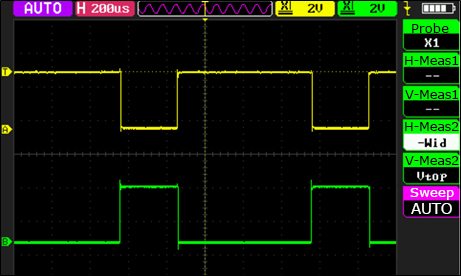 AUTO H 200us X1 2V X1 2V
Probe
X1
H-Meas1
--
V-Meas1
--
H-Meas2
-Wid
V-Meas2
Vtop
Sweep
AUTO
T
A
B